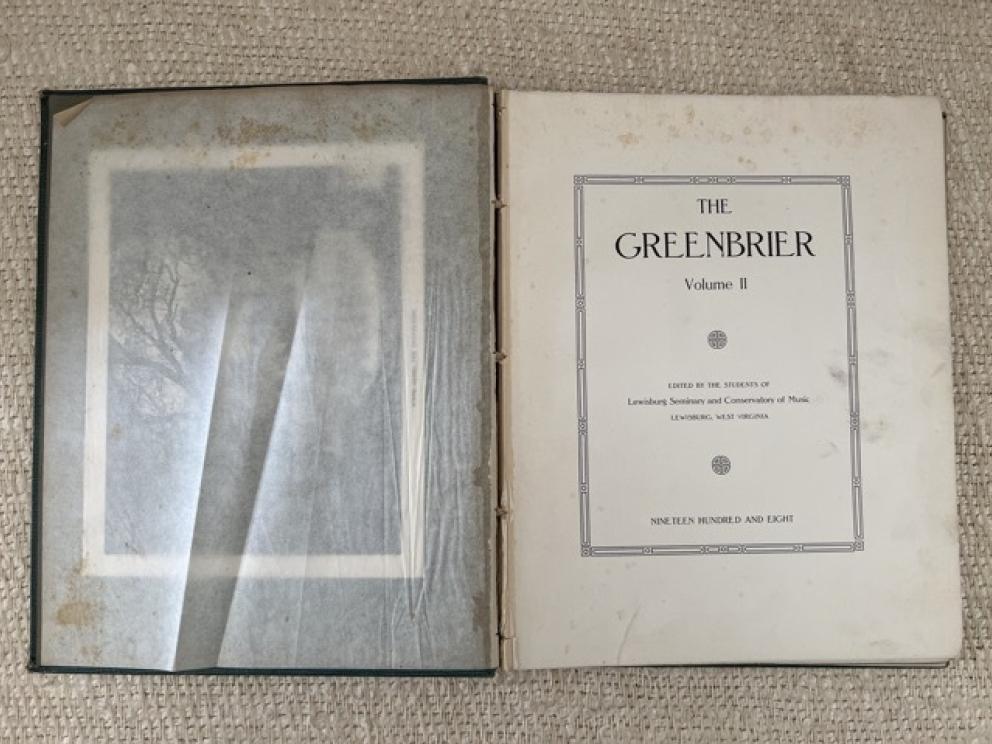 THE
GREENBRIER
Volume II
EDITED BY THE STUDENTS OF
Lewisburg Seminary and Conservatory of Music
LEWISBURG, WEST VIRGINIA
NINETEEN HUNDRED AND EIGHT